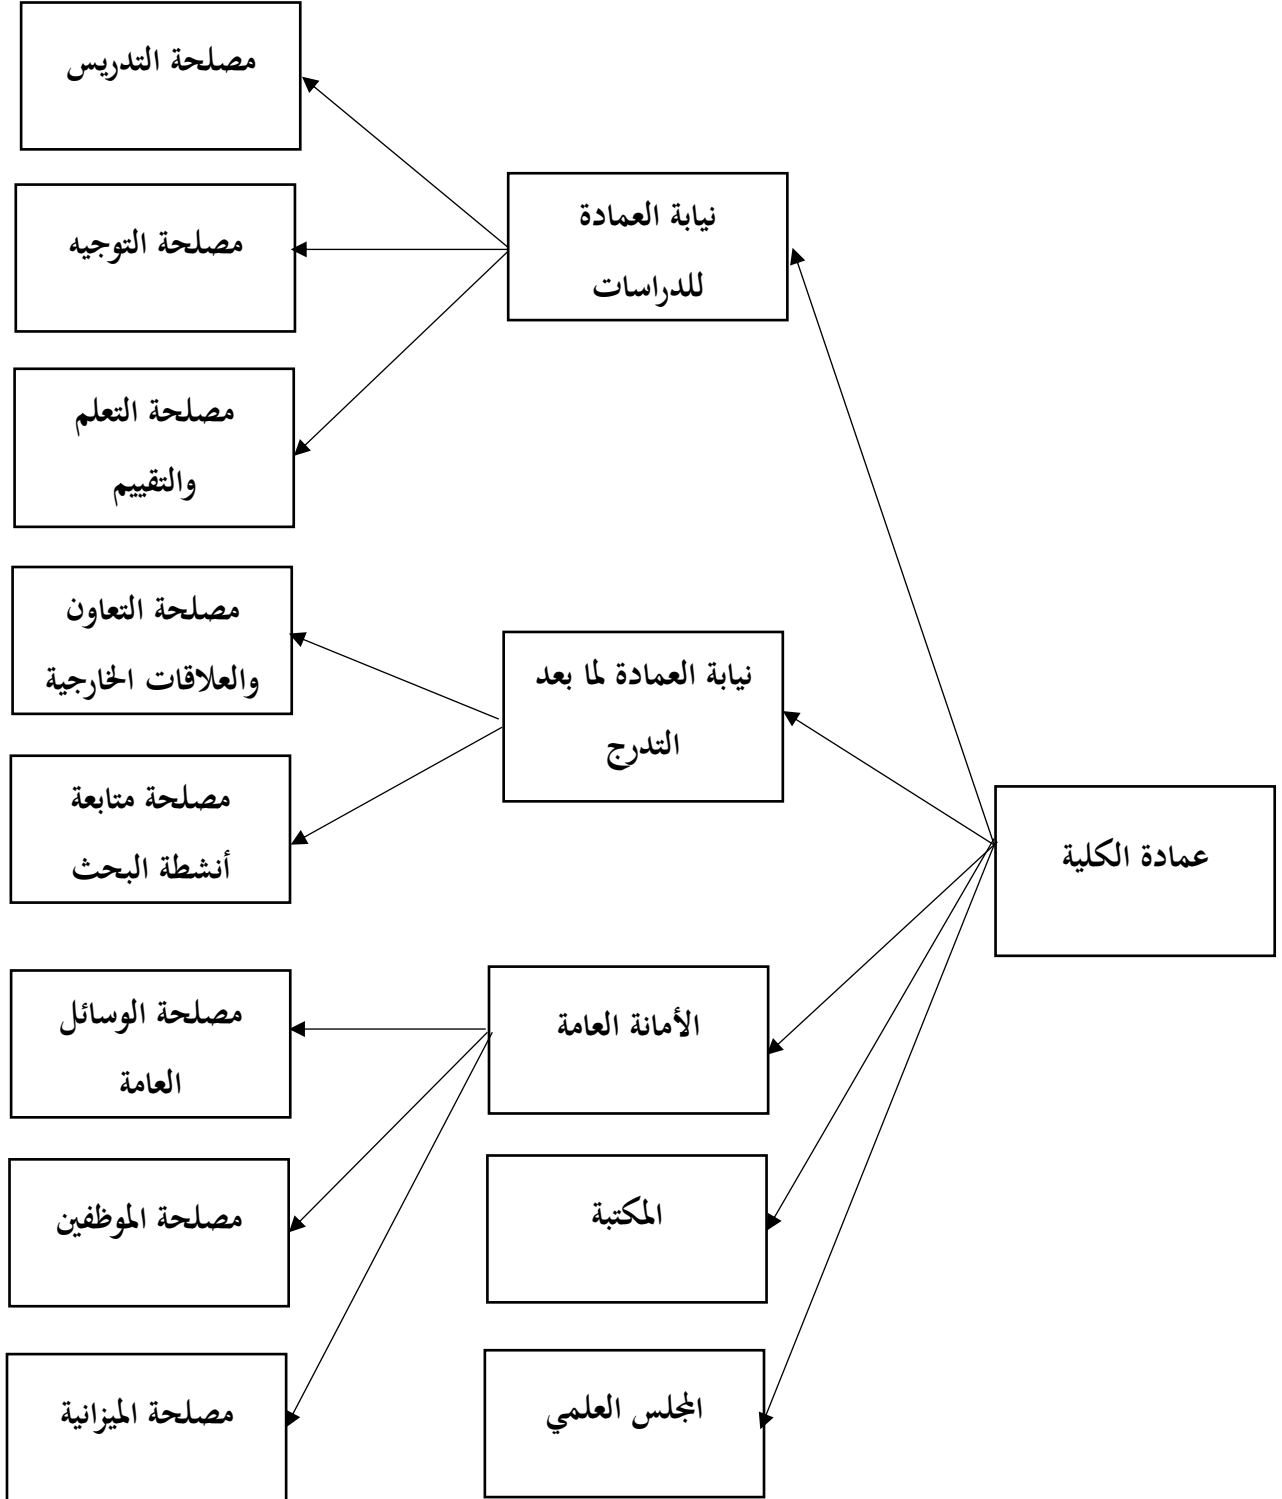 عمادة الكلية
نيابة العمادة
للدراسات
مصلحة التدريس
مصلحة التوجيه
مصلحة التعلم
والتقييم
نيابة العمادة لما بعد
التدرج
مصلحة التعاون
والعلاقات الخارجية
مصلحة متابعة
أنشطة البحث
الأمانة العامة
مصلحة الوسائل
العامة
مصلحة الموظفين
مصلحة الميزانية
المكتبة
المجلس العلمي